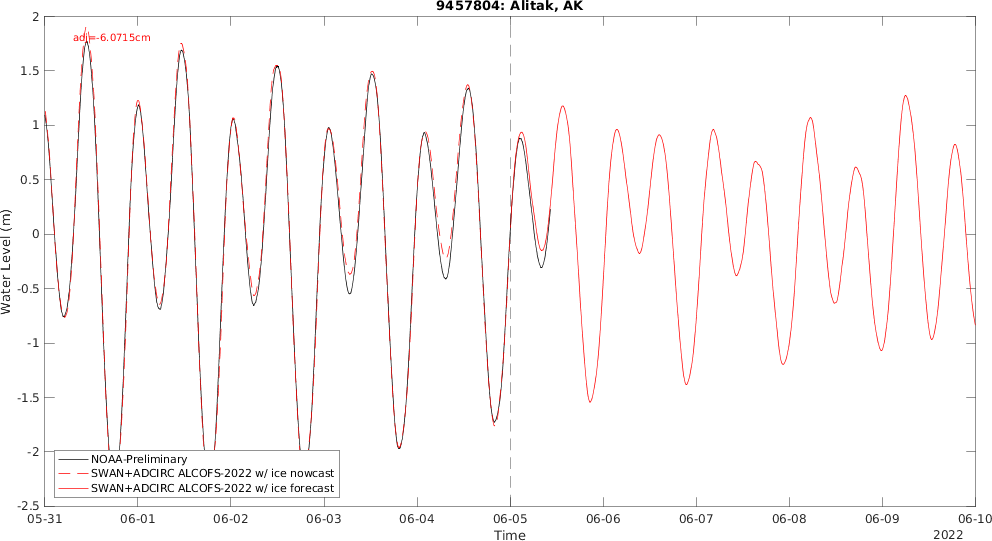 9457804: Alitak, AK
adj=-6.0715cm
2
1.5
1
0.5
0
-0.5
-1
-1.5
-2
-2.5
Water Level (m)
NOAA-Preliminary
SWAN+ADCIRC ALCOFS-2022 w/ ice nowcast
SWAN+ADCIRC ALCOFS-2022 w/ ice forecast
05-31 06-01 06-02 06-03 06-04 06-05 06-06 06-07 06-08 06-09 06-10
Time
2022